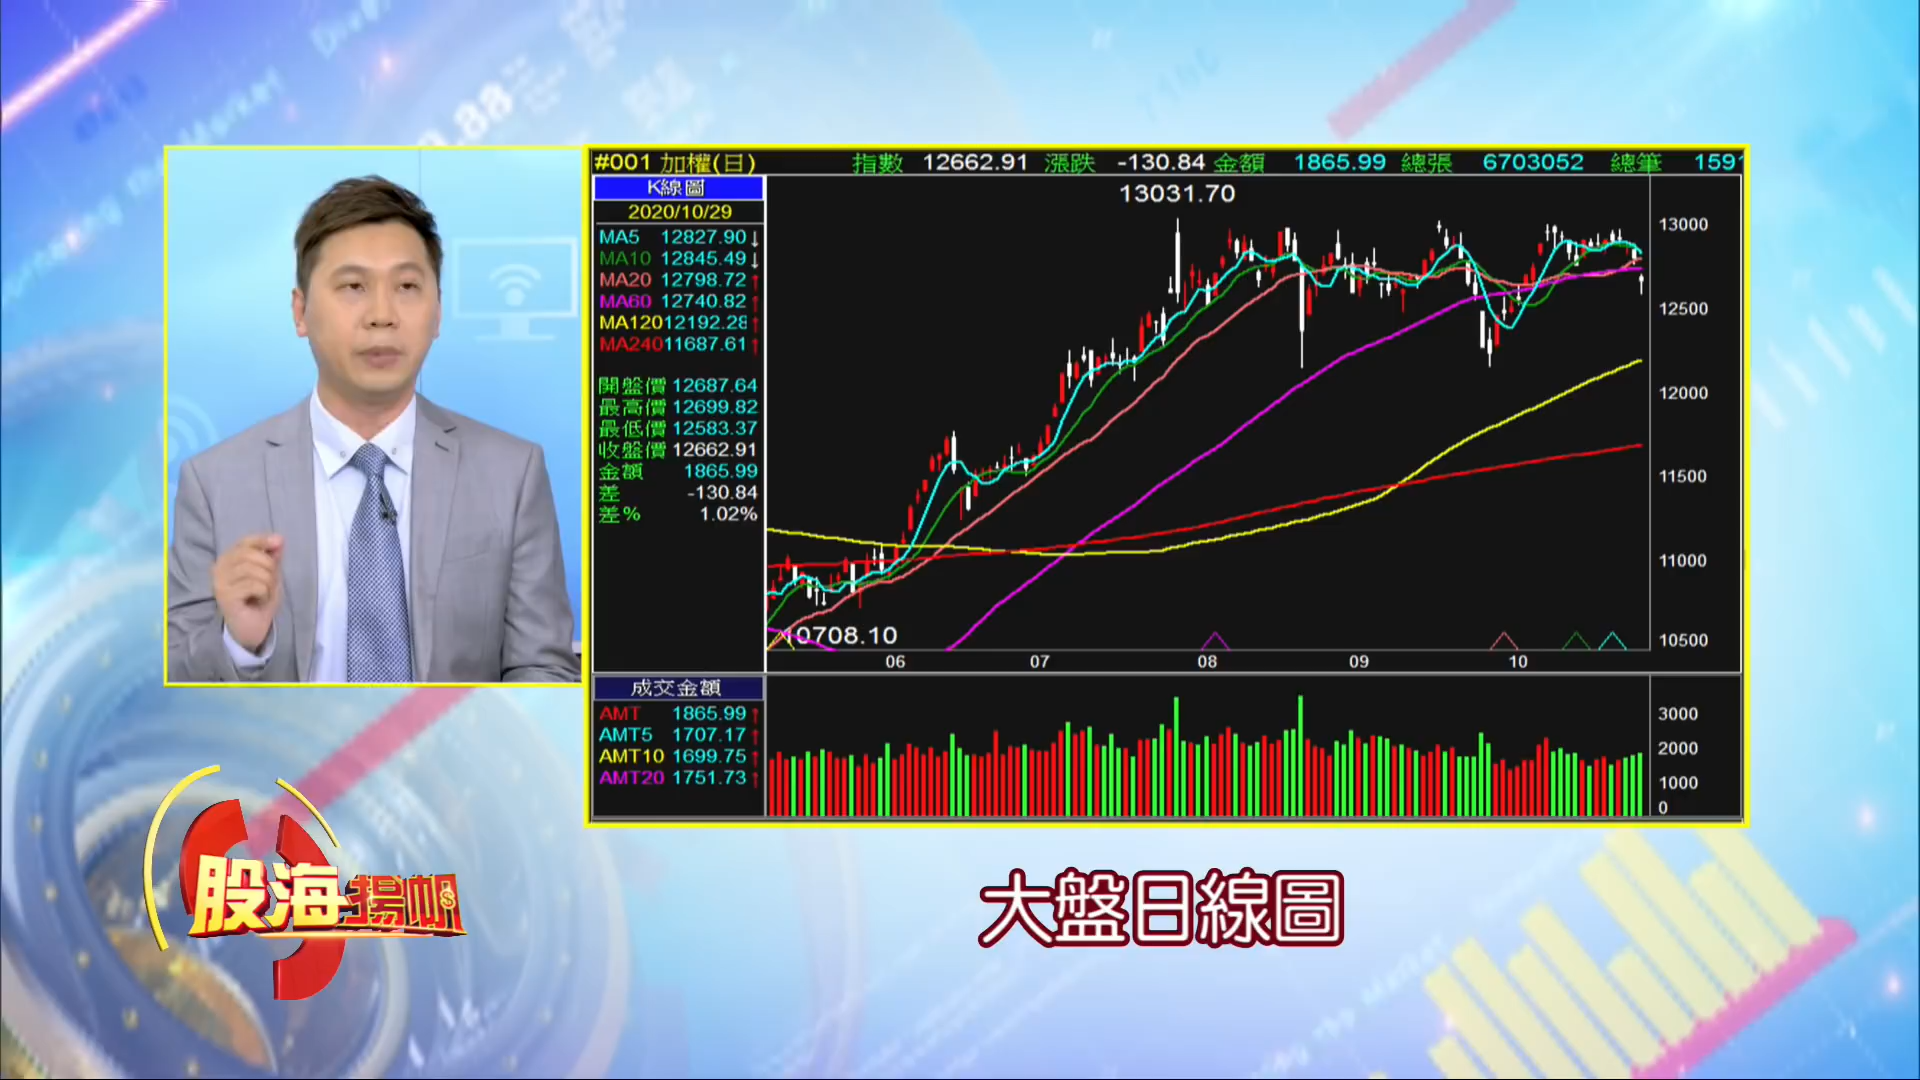 #001 加權(日) 指數 12662.91 漲跌 -130.84 金額 1865.99 總張 6703052 總筆 1591
K線圖
2020/10/29
MA5 12827.90↓
MA10 12845.49↓
MA20 12798.72↑
MA60 12740.82↑
MA120 12192.28↑
MA240 11687.61↑
開盤價 12687.64
最高價 12699.82
最低價 12583.37
收盤價 12662.91
金額 1865.99
差 -130.84
差% 1.02%
13031.70
10708.10
13000
12500
12000
11500
11000
10500
06 07 08 09 10
成交金額
AMT 1865.99↑
AMT5 1707.17↑
AMT10 1699.75↑
AMT20 1751.73↑
3000
2000
1000
0
股海揚帆
大盤日線圖